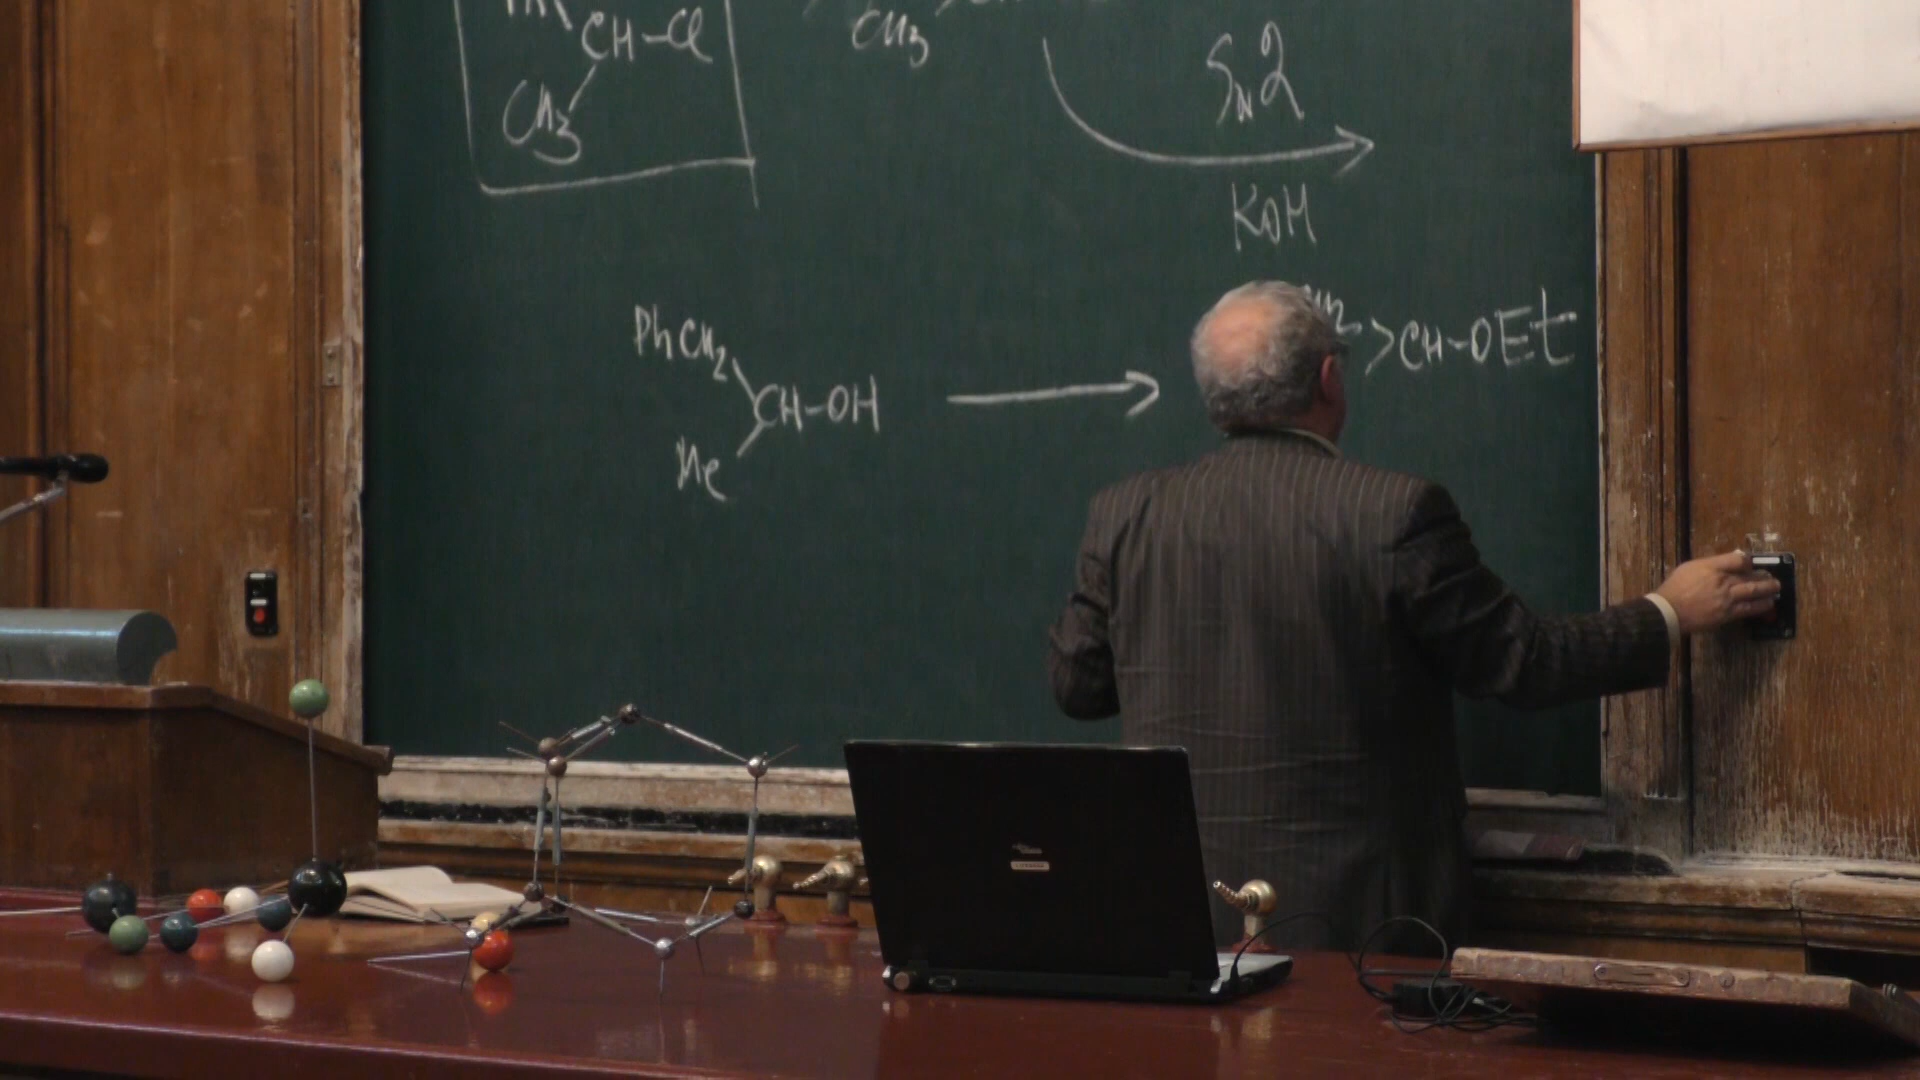 CH-Cl
CH3
CH3
SN2
KOH
PhCH2
CH-OH
Me
>CH-OEt